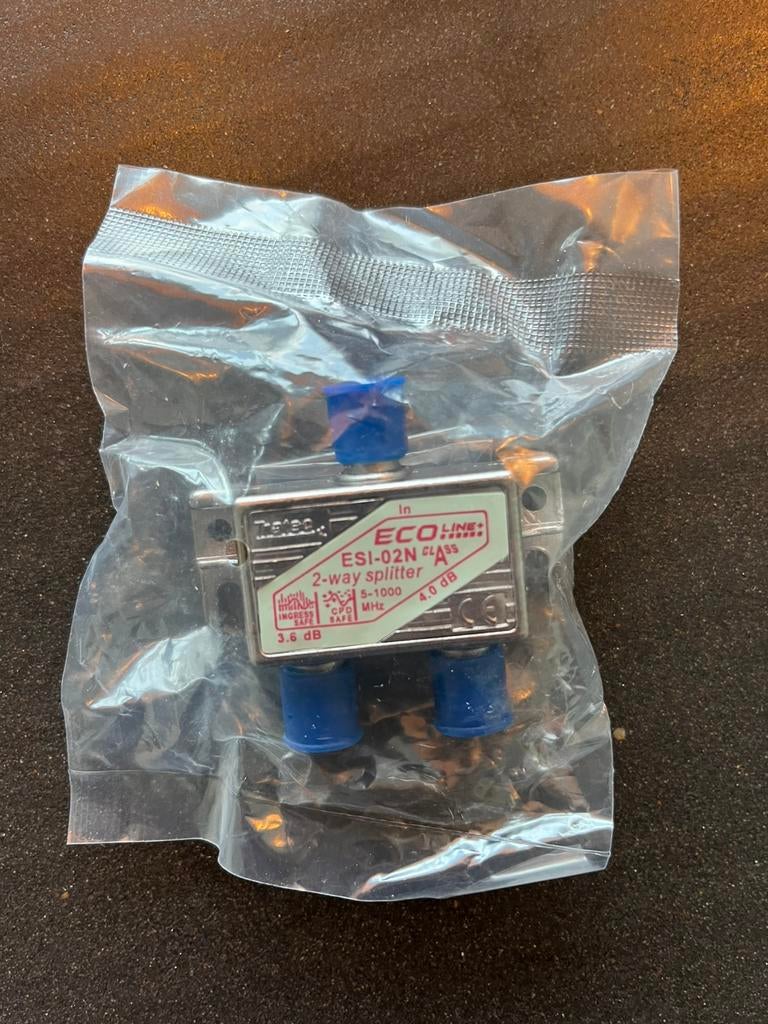 In
Tratec
ECO LINE+
ESI-02N CLASS A
2-way splitter
INGRESS SAFE
CPD SAFE
5-1000 MHz
4.0 dB
3.6 dB
CE